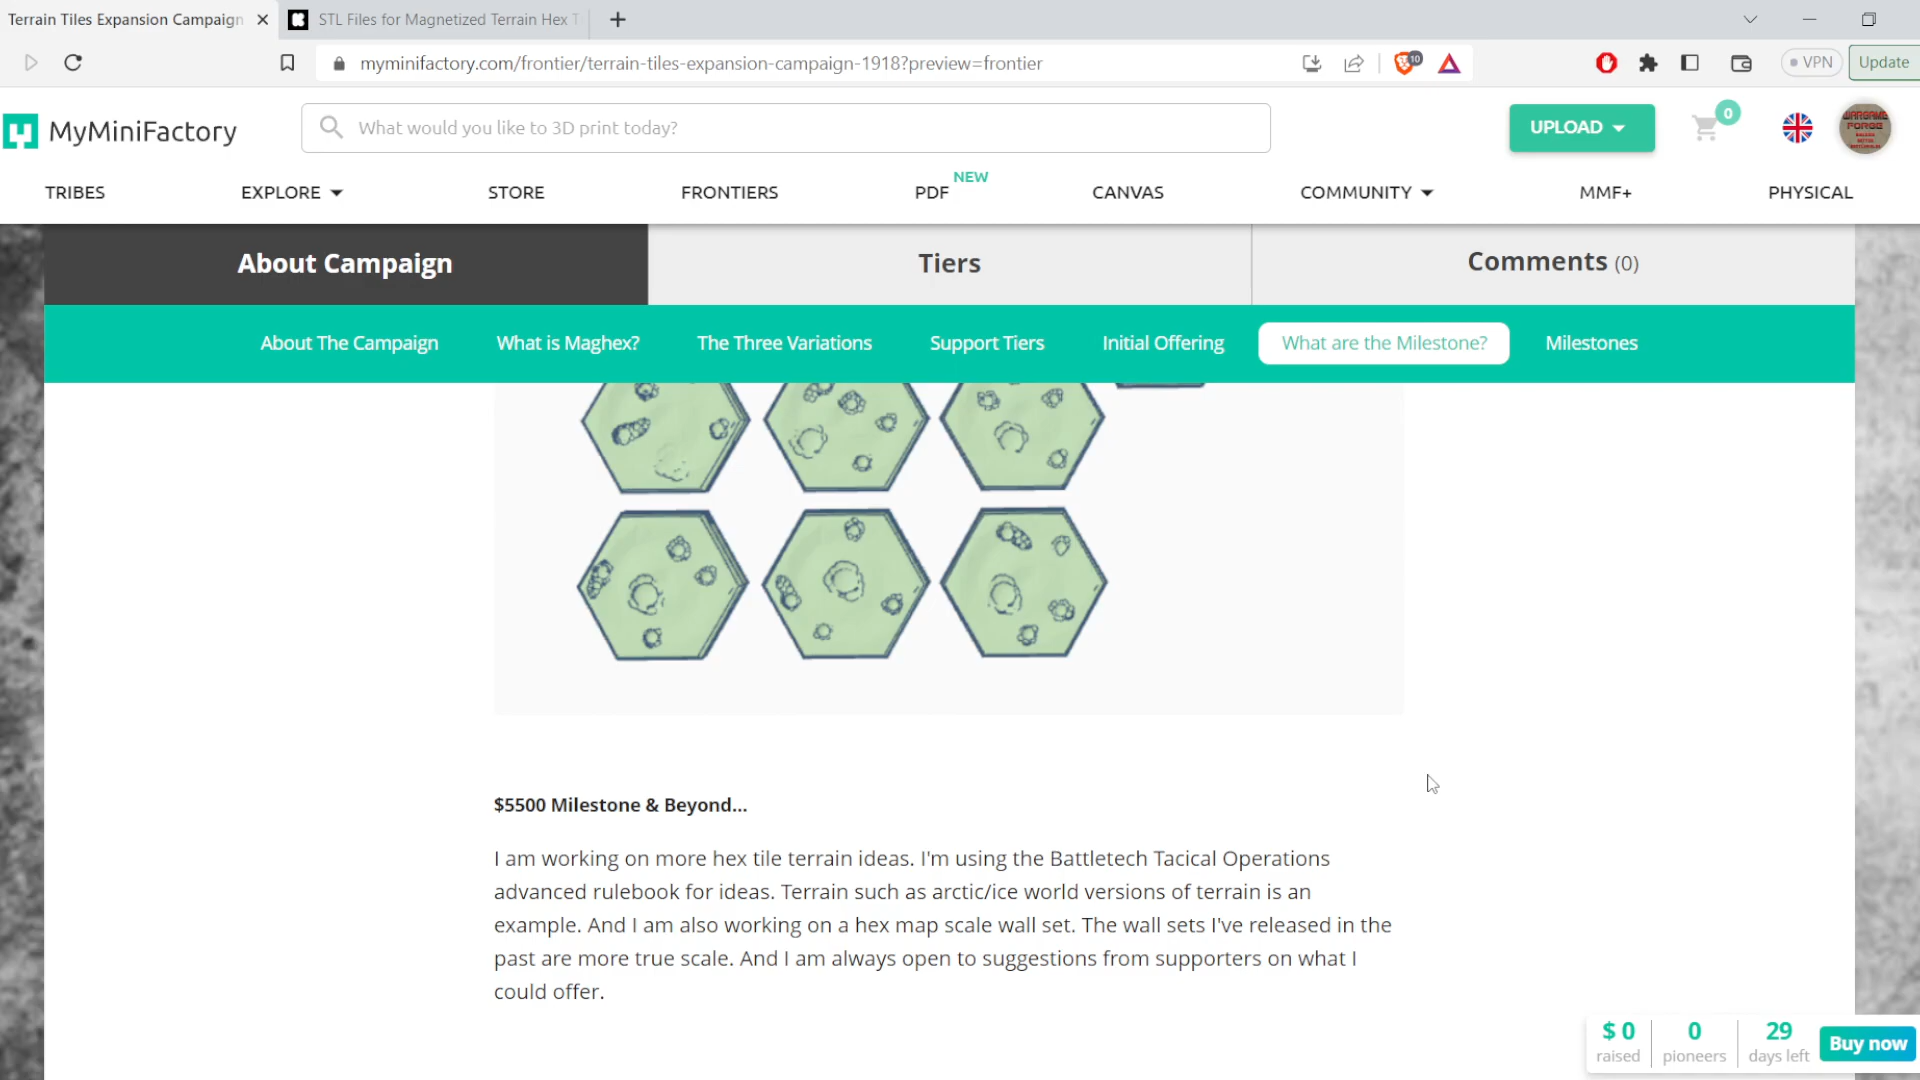 Terrain Tiles Expansion Campaign
STL Files for Magnetized Terrain Hex T
myminifactory.com/frontier/terrain-tiles-expansion-campaign-1918?preview=frontier
10
VPN
Update
MyMiniFactory
What would you like to 3D print today?
UPLOAD
0
WARGAME
FORGE
TRIBES
EXPLORE
STORE
FRONTIERS
PDF
NEW
CANVAS
COMMUNITY
MMF+
PHYSICAL
About Campaign
Tiers
Comments (0)
About The Campaign
What is Maghex?
The Three Variations
Support Tiers
Initial Offering
What are the Milestone?
Milestones
$5500 Milestone & Beyond...
I am working on more hex tile terrain ideas. I'm using the Battletech Tacical Operations
advanced rulebook for ideas. Terrain such as arctic/ice world versions of terrain is an
example. And I am also working on a hex map scale wall set. The wall sets I've released in the
past are more true scale. And I am always open to suggestions from supporters on what I
could offer.
$ 0
raised
0
pioneers
29
days left
Buy now